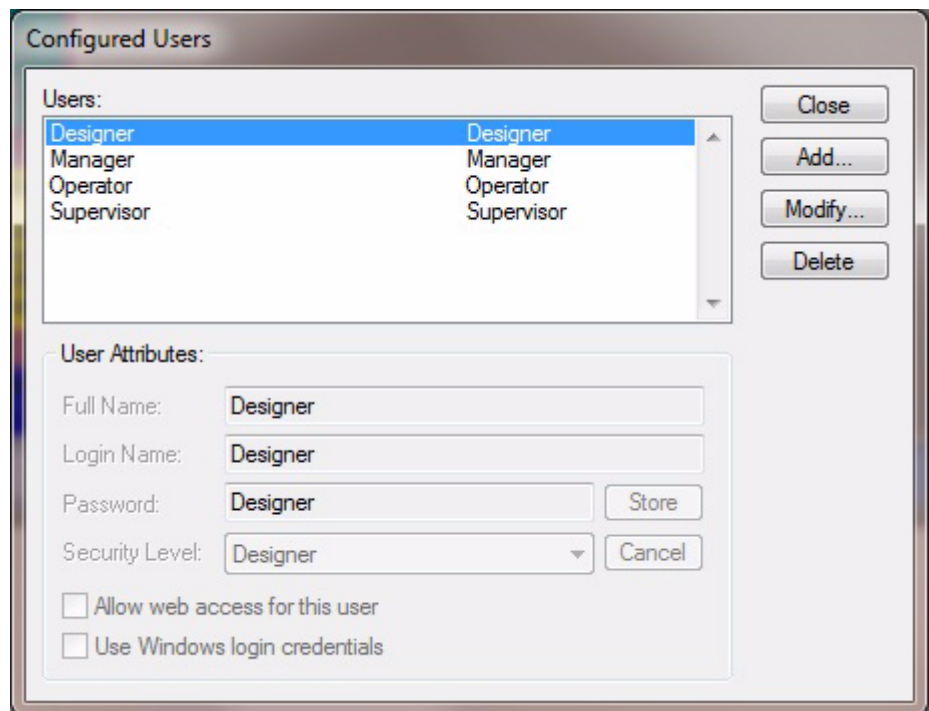 Configured Users
Users:
Close
Designer Designer
Manager Manager
Add...
Operator Operator
Supervisor Supervisor
Modify...
Delete
User Attributes:
Full Name: Designer
Login Name: Designer
Password: Designer Store
Security Level: Designer Cancel
Allow web access for this user
Use Windows login credentials